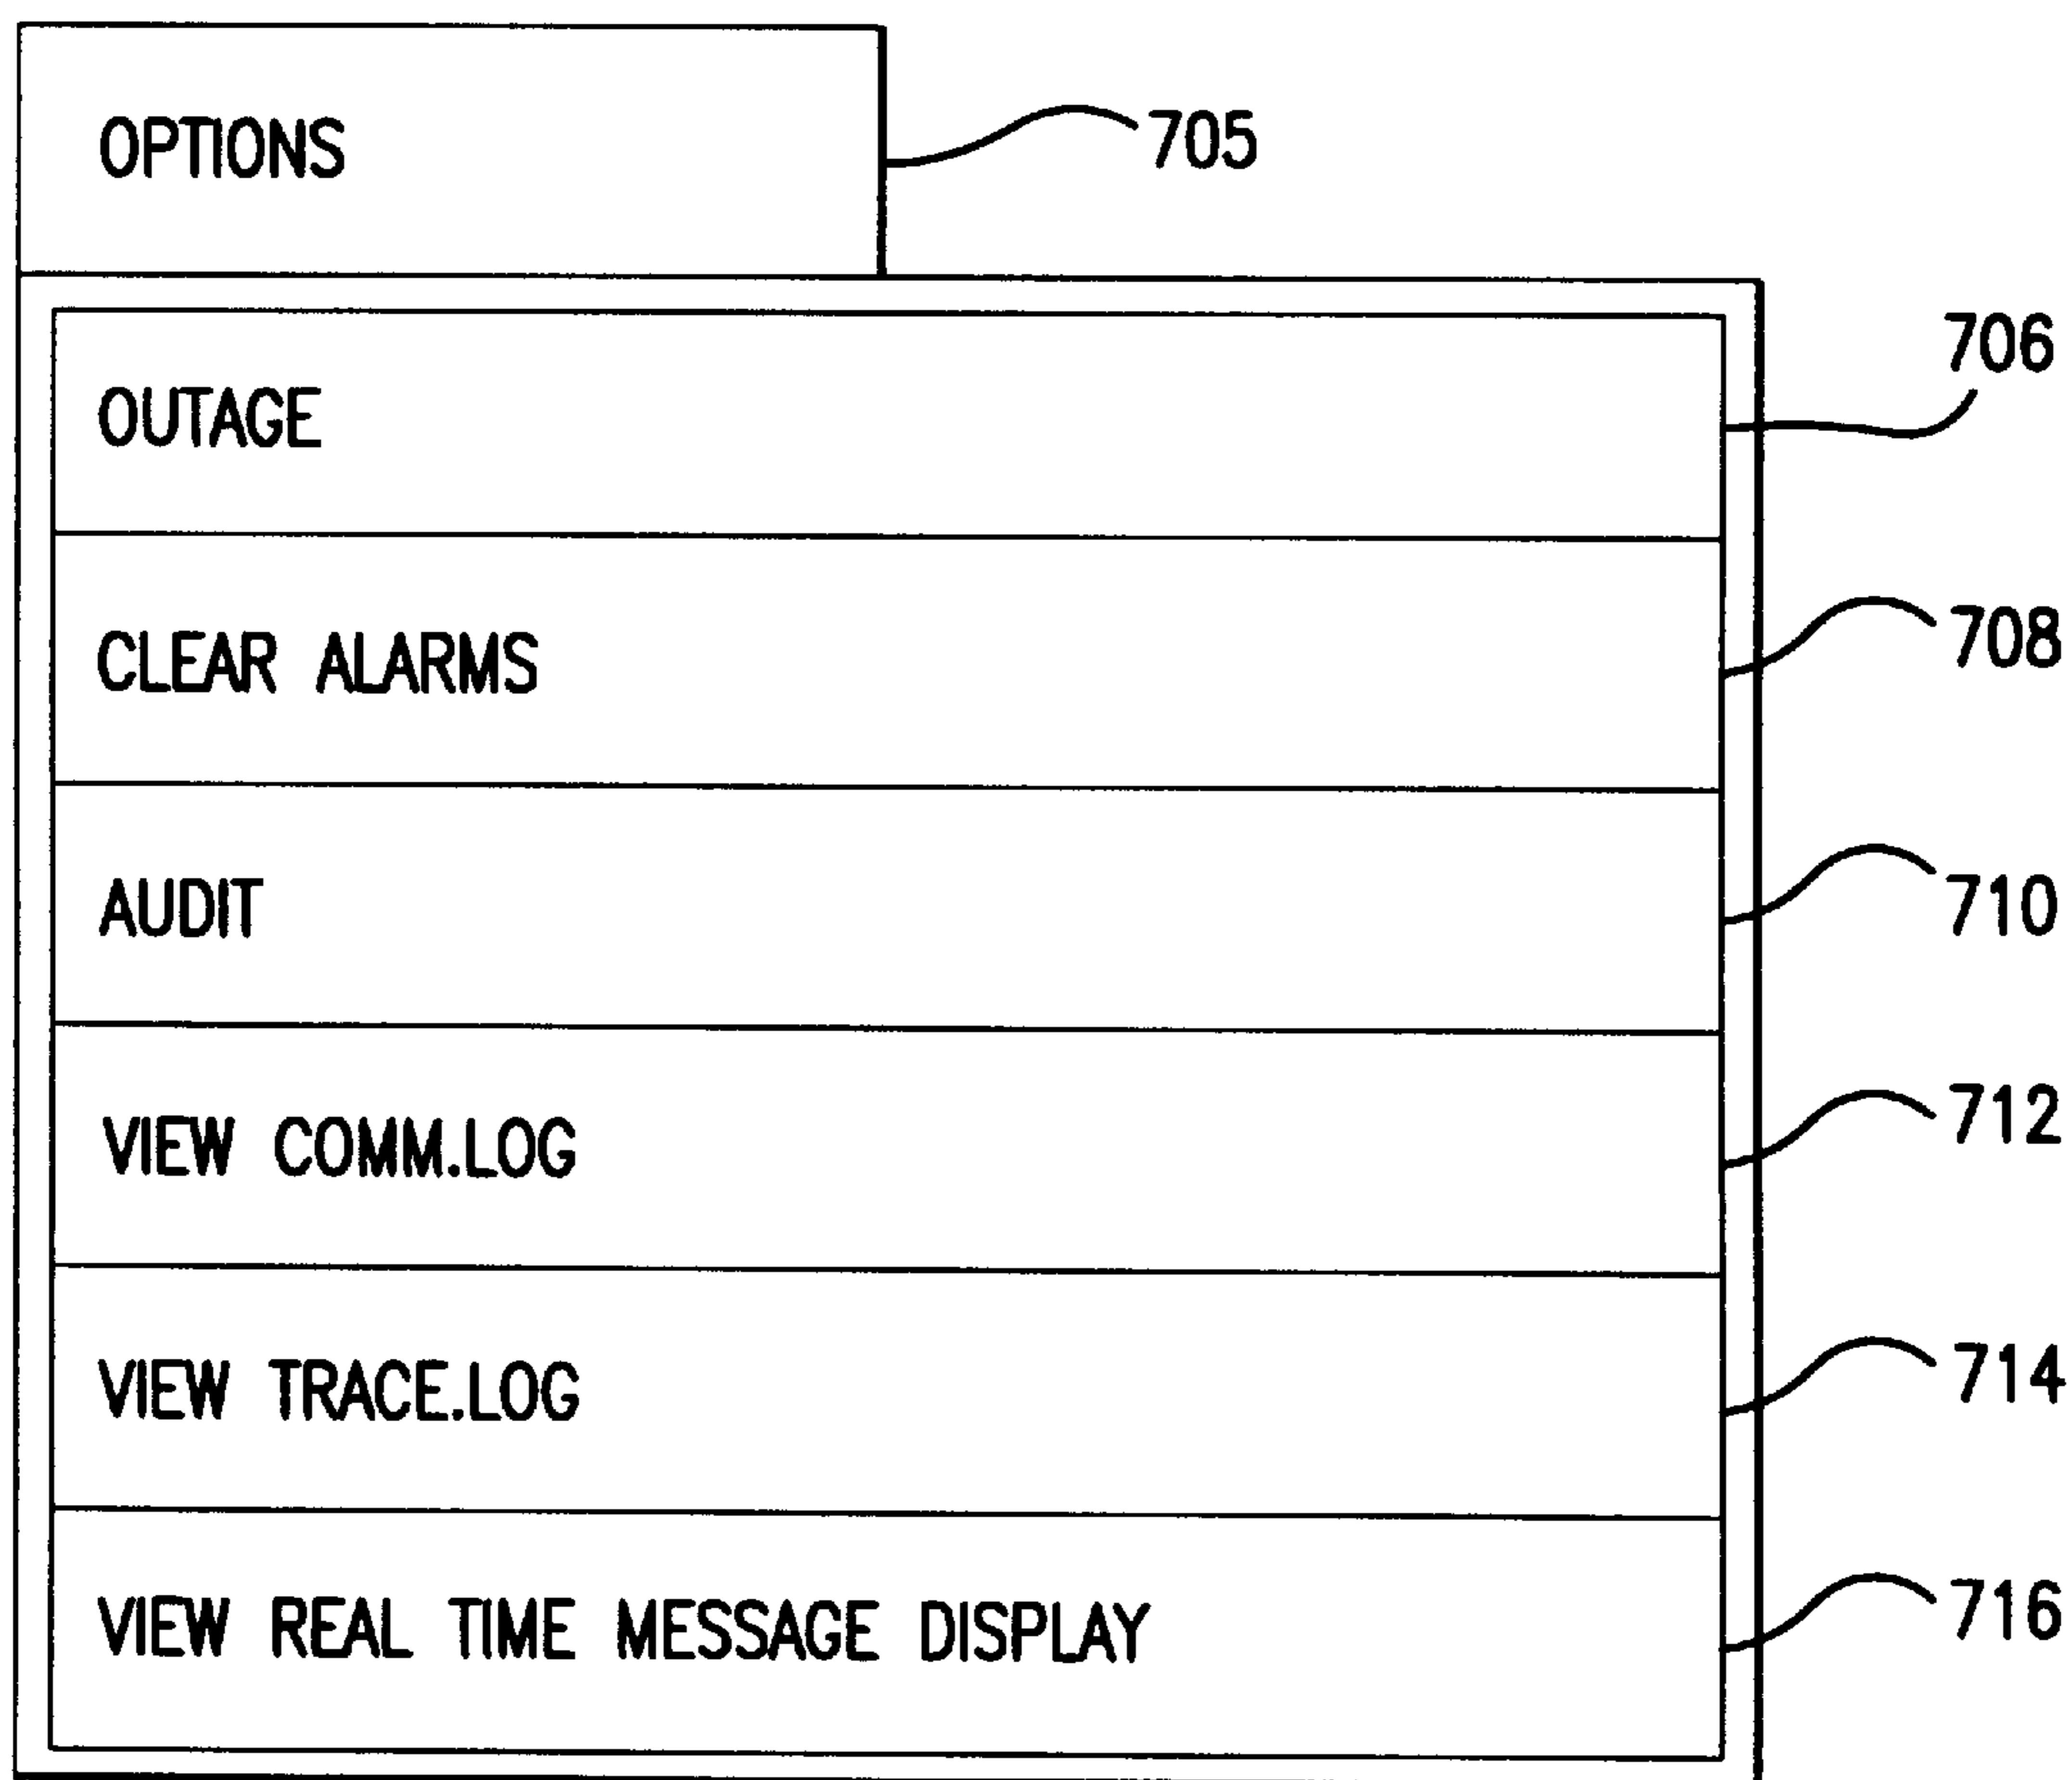 OPTIONS
705
OUTAGE
706
CLEAR ALARMS
708
AUDIT
710
VIEW COMM.LOG
712
VIEW TRACE.LOG
714
VIEW REAL TIME MESSAGE DISPLAY
716